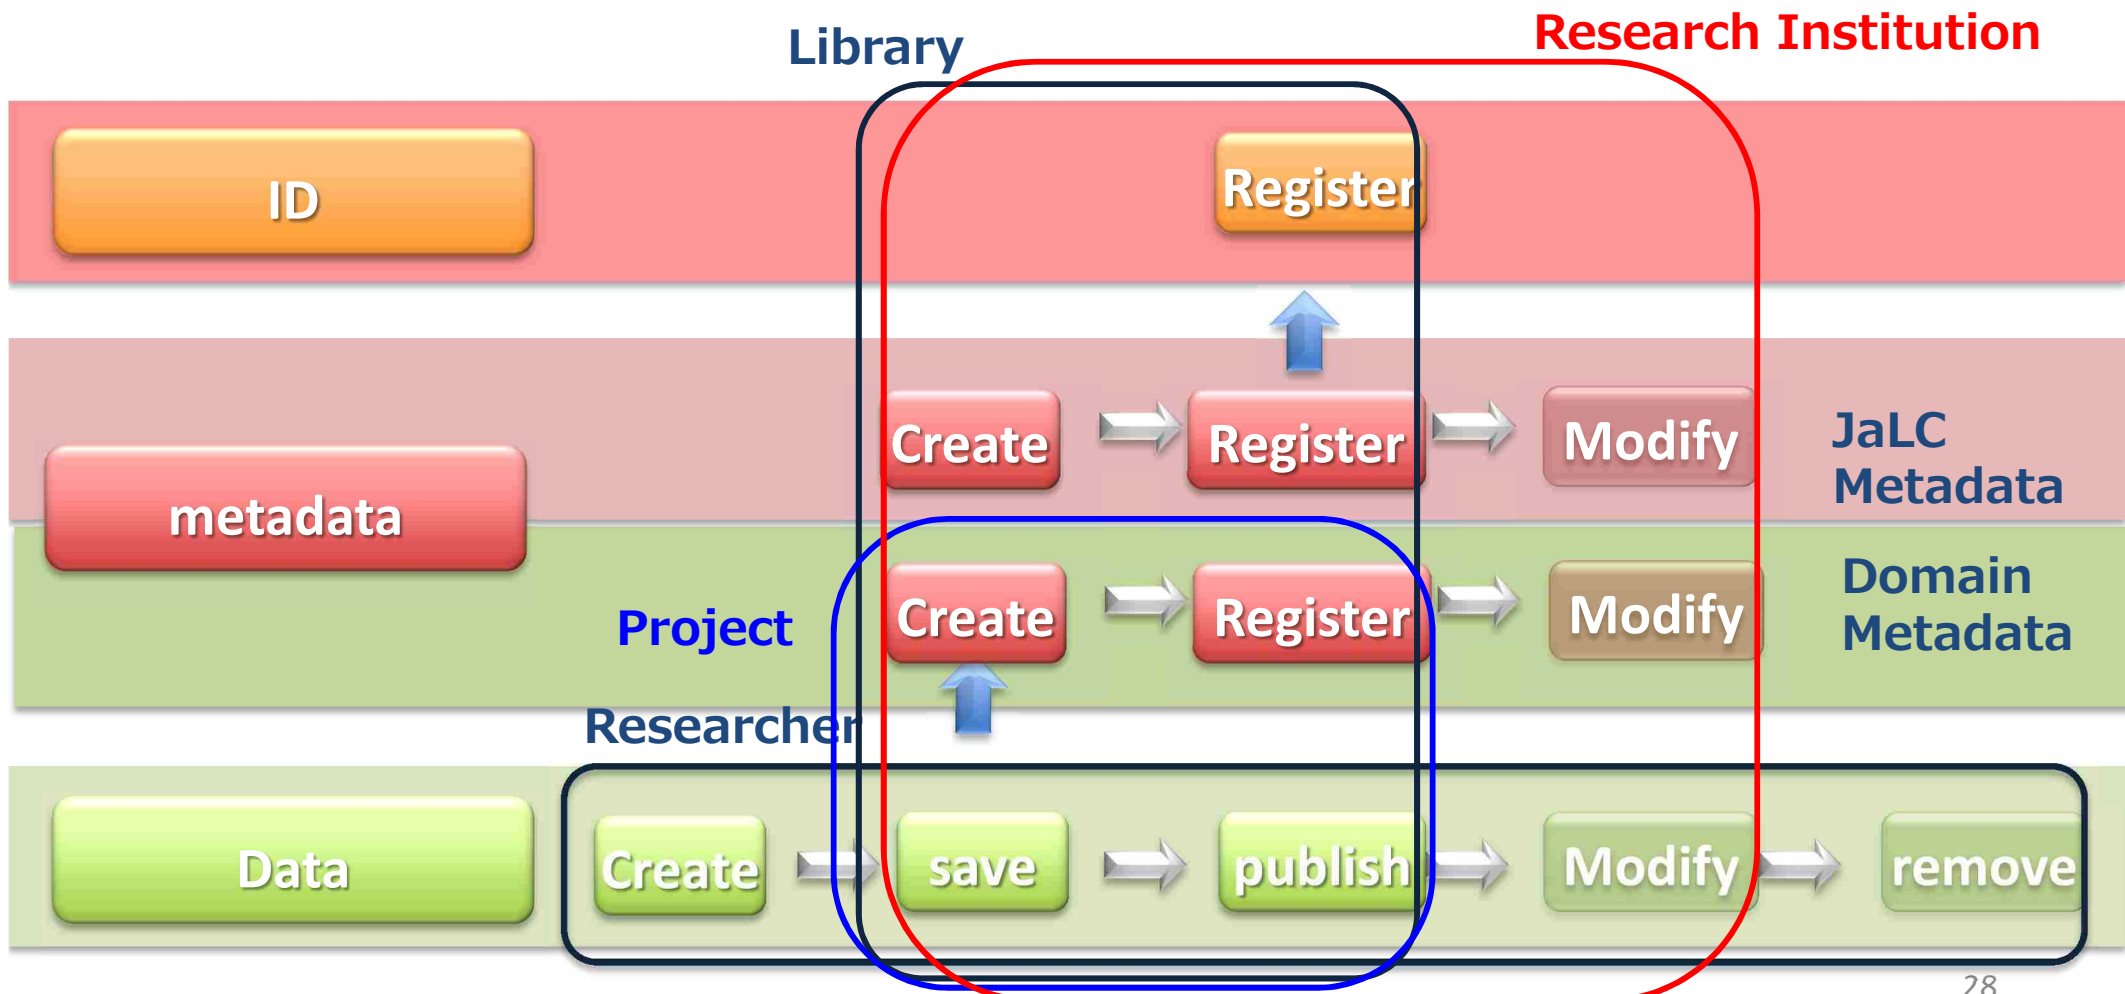 Research Institution
Library
ID
Register
Create
Register
Modify
JaLC
Metadata
metadata
Domain
Metadata
Project
Create
Register
Modify
Researcher
Data
Create
save
publish
Modify
remove
28